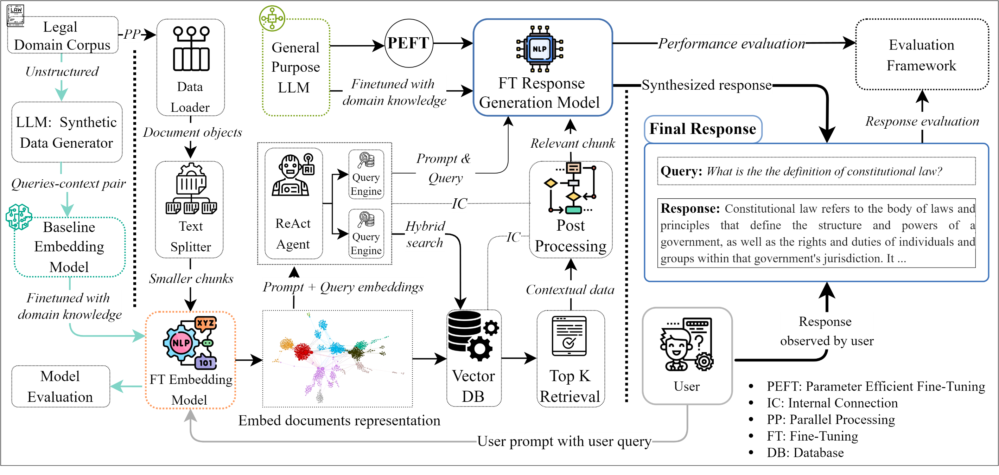 LAW
Legal
Domain Corpus
PP
Unstructured
LLM: Synthetic
Data Generator
Queries-context pair
Baseline
Embedding
Model
Finetuned with
domain knowledge
Model
Evaluation
Data
Loader
Document objects
Text
Splitter
Smaller chunks
NLP
XYZ
101
FT Embedding
Model
General
Purpose
LLM
PEFT
Finetuned with
domain knowledge
NLP
FT Response
Generation Model
AI
ReAct
Agent
Query
Engine
Query
Engine
Prompt &
Query
IC
Hybrid
search
IC
Prompt + Query embeddings
Embed documents representation
Vector
DB
Top K
Retrieval
Contextual data
Post
Processing
Relevant chunk
Performance evaluation
Evaluation
Framework
Synthesized response
Response evaluation
Final Response
Query: What is the the definition of constitutional law?
Response: Constitutional law refers to the body of laws and
principles that define the structure and powers of a
government, as well as the rights and duties of individuals and
groups within that government's jurisdiction. It ...
Response
observed by user
?
User
User prompt with user query
• PEFT: Parameter Efficient Fine-Tuning
• IC: Internal Connection
• PP: Parallel Processing
• FT: Fine-Tuning
• DB: Database